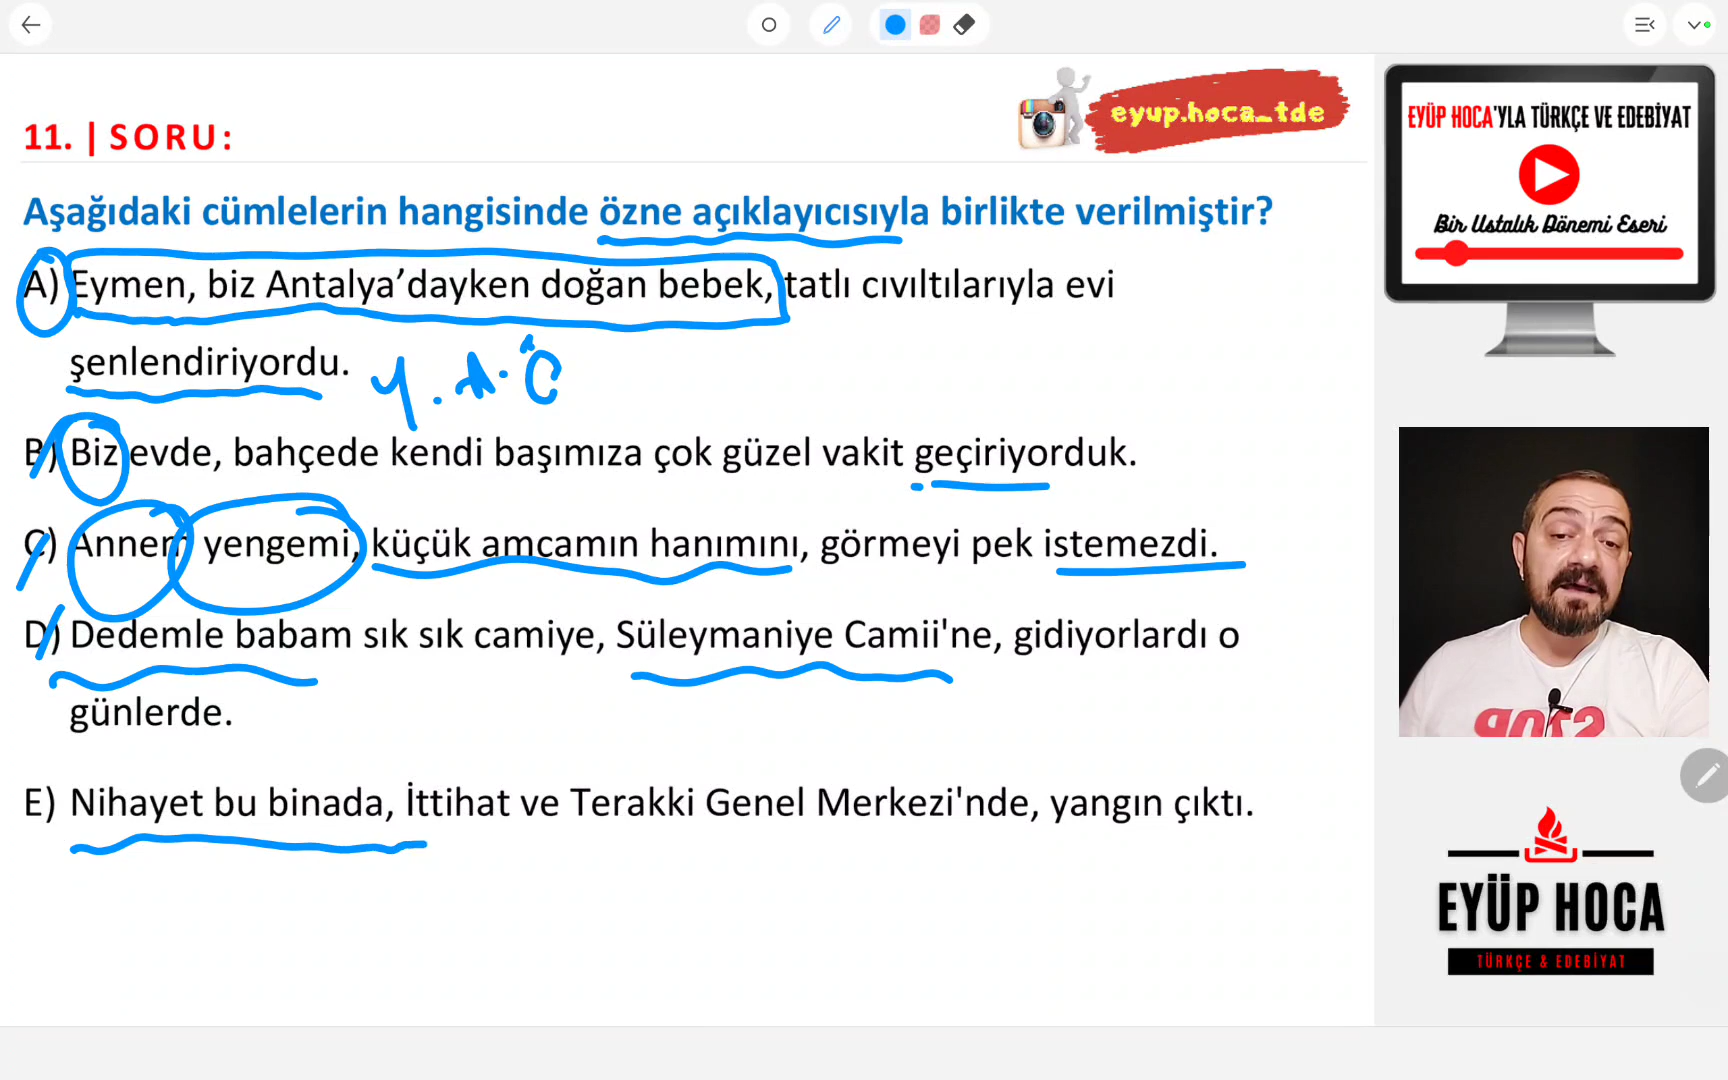 eyup.hoca_tde
11. | SORU:
Aşağıdaki cümlelerin hangisinde özne açıklayıcısıyla birlikte verilmiştir?
A) Eymen, biz Antalya’dayken doğan bebek, tatlı cıvıltılarıyla evi
şenlendiriyordu.
B) Biz evde, bahçede kendi başımıza çok güzel vakit geçiriyorduk.
C) Annem yengemi, küçük amcamın hanımını, görmeyi pek istemezdi.
D) Dedemle babam sık sık camiye, Süleymaniye Camii'ne, gidiyorlardı o
günlerde.
E) Nihayet bu binada, İttihat ve Terakki Genel Merkezi'nde, yangın çıktı.
EYÜP HOCA'YLA TÜRKÇE VE EDEBİYAT
Bir Ustalık Dönemi Eseri
EYÜP HOCA
TÜRKÇE & EDEBİYAT